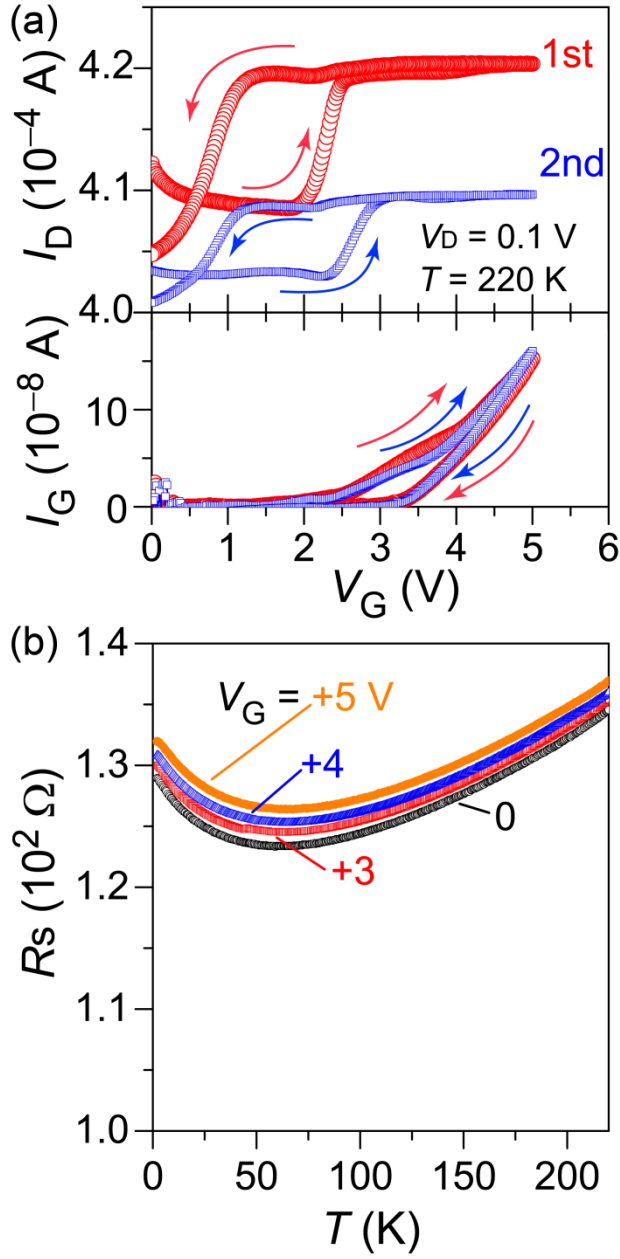 (a)
4.2
4.1
4.0
I_D (10⁻⁴ A)
1st
2nd
V_D = 0.1 V
T = 220 K
10
0
I_G (10⁻⁸ A)
0 1 2 3 4 5 6
V_G (V)
(b)
1.4
1.3
1.2
1.1
1.0
Rs (10² Ω)
V_G = +5 V
+4
0
+3
0 50 100 150 200
T (K)